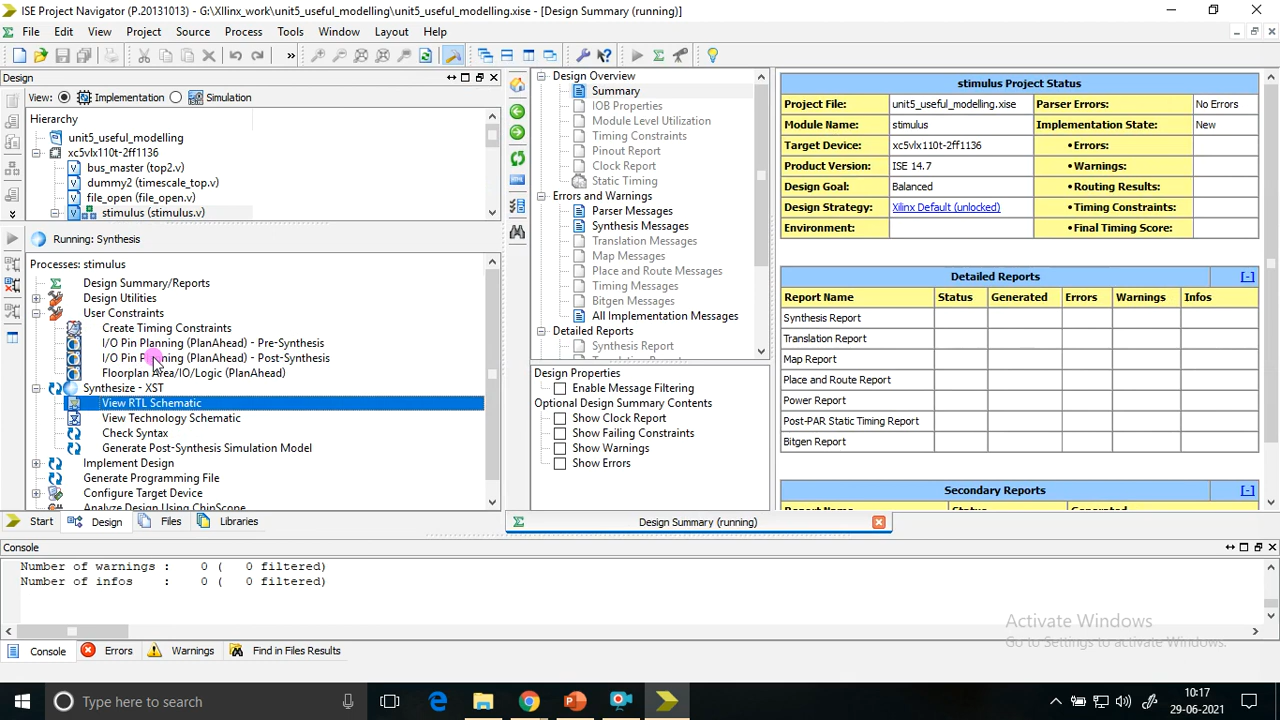 ISE Project Navigator (P.20131013) - G:\XIlinx_work\unit5_useful_modelling\unit5_useful_modelling.xise - [Design Summary (running)]
File Edit View Project Source Process Tools Window Layout Help
»
Design
View: Implementation Simulation
Hierarchy
unit5_useful_modelling
xc5vlx110t-2ff1136
bus_master (top2.v)
dummy2 (timescale_top.v)
file_open (file_open.v)
stimulus (stimulus.v)
Running: Synthesis
Processes: stimulus
Design Summary/Reports
Design Utilities
User Constraints
Create Timing Constraints
I/O Pin Planning (PlanAhead) - Pre-Synthesis
I/O Pin Planning (PlanAhead) - Post-Synthesis
Floorplan Area/IO/Logic (PlanAhead)
Synthesize - XST
View RTL Schematic
View Technology Schematic
Check Syntax
Generate Post-Synthesis Simulation Model
Implement Design
Generate Programming File
Configure Target Device
Analyze Design Using ChipScope
Start Design Files Libraries
Design Overview
Summary
IOB Properties
Module Level Utilization
Timing Constraints
Pinout Report
Clock Report
Static Timing
Errors and Warnings
Parser Messages
Synthesis Messages
Translation Messages
Map Messages
Place and Route Messages
Timing Messages
Bitgen Messages
All Implementation Messages
Detailed Reports
Synthesis Report
Design Properties
Enable Message Filtering
Optional Design Summary Contents
Show Clock Report
Show Failing Constraints
Show Warnings
Show Errors
Design Summary (running)
stimulus Project Status
Project File: unit5_useful_modelling.xise Parser Errors: No Errors
Module Name: stimulus Implementation State: New
Target Device: xc5vlx110t-2ff1136 •Errors:
Product Version: ISE 14.7 •Warnings:
Design Goal: Balanced •Routing Results:
Design Strategy: Xilinx Default (unlocked) •Timing Constraints:
Environment: •Final Timing Score:
Detailed Reports [-]
Report Name Status Generated Errors Warnings Infos
Synthesis Report
Translation Report
Map Report
Place and Route Report
Power Report
Post-PAR Static Timing Report
Bitgen Report
Secondary Reports [-]
Report Name Status Generated
Console
Number of warnings : 0 ( 0 filtered)
Number of infos : 0 ( 0 filtered)
Activate Windows
Go to Settings to activate Windows.
Console Errors Warnings Find in Files Results
Type here to search
10:17
29-06-2021